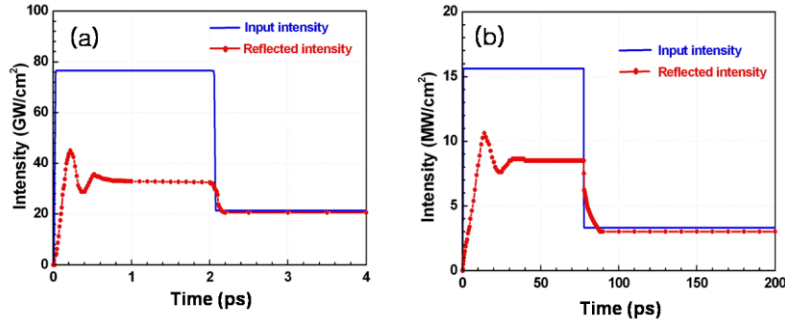 100
80
60
40
20
0
Intensity (GW/cm²)
(a)
Input intensity
Reflected intensity
0
1
2
3
4
Time (ps)
20
15
10
5
0
Intensity (MW/cm²)
(b)
Input intensity
Reflected intensity
0
50
100
150
200
Time (ps)